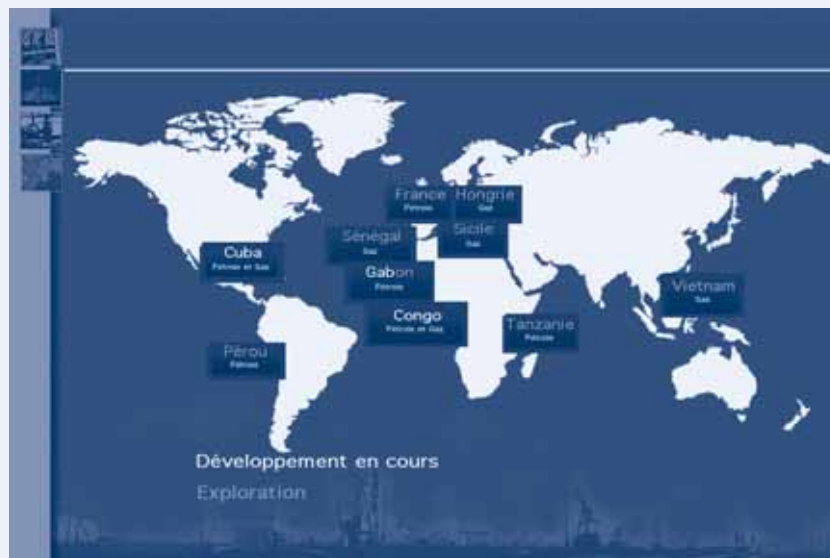 France
Pétrole
Hongrie
Gaz
Sénégal
Gaz
Sicile
Gaz
Cuba
Pétrole et Gaz
Gabon
Pétrole
Vietnam
Gaz
Congo
Pétrole et Gaz
Tanzanie
Pétrole
Pérou
Pétrole
Développement en cours
Exploration